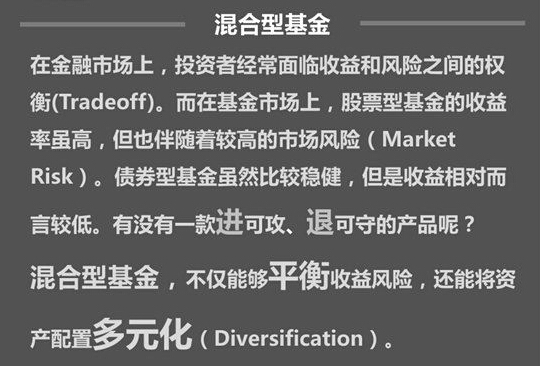 混合型基金
在金融市场上，投资者经常面临收益和风险之间的权
衡(Tradeoff)。而在基金市场上，股票型基金的收益
率虽高，但也伴随着较高的市场风险（Market
Risk）。债券型基金虽然比较稳健，但是收益相对而
言较低。有没有一款进可攻、退可守的产品呢？
混合型基金，不仅能够平衡收益风险，还能将资
产配置多元化（Diversification）。